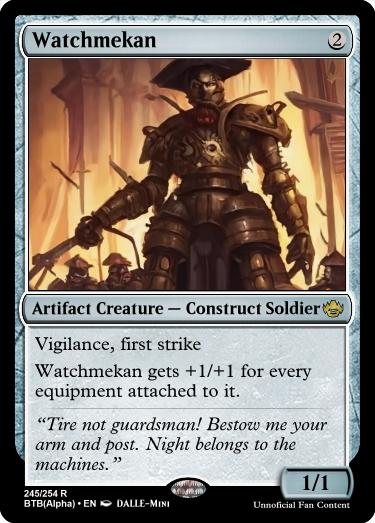 Watchmekan 2
Artifact Creature — Construct Soldier
Vigilance, first strike
Watchmekan gets +1/+1 for every
equipment attached to it.
“Tire not guardsman! Bestow me your
arm and post. Night belongs to the
machines.”
1/1
245/254 R
BTB(Alpha) • EN DALLE-Mini
Unnoficial Fan Content